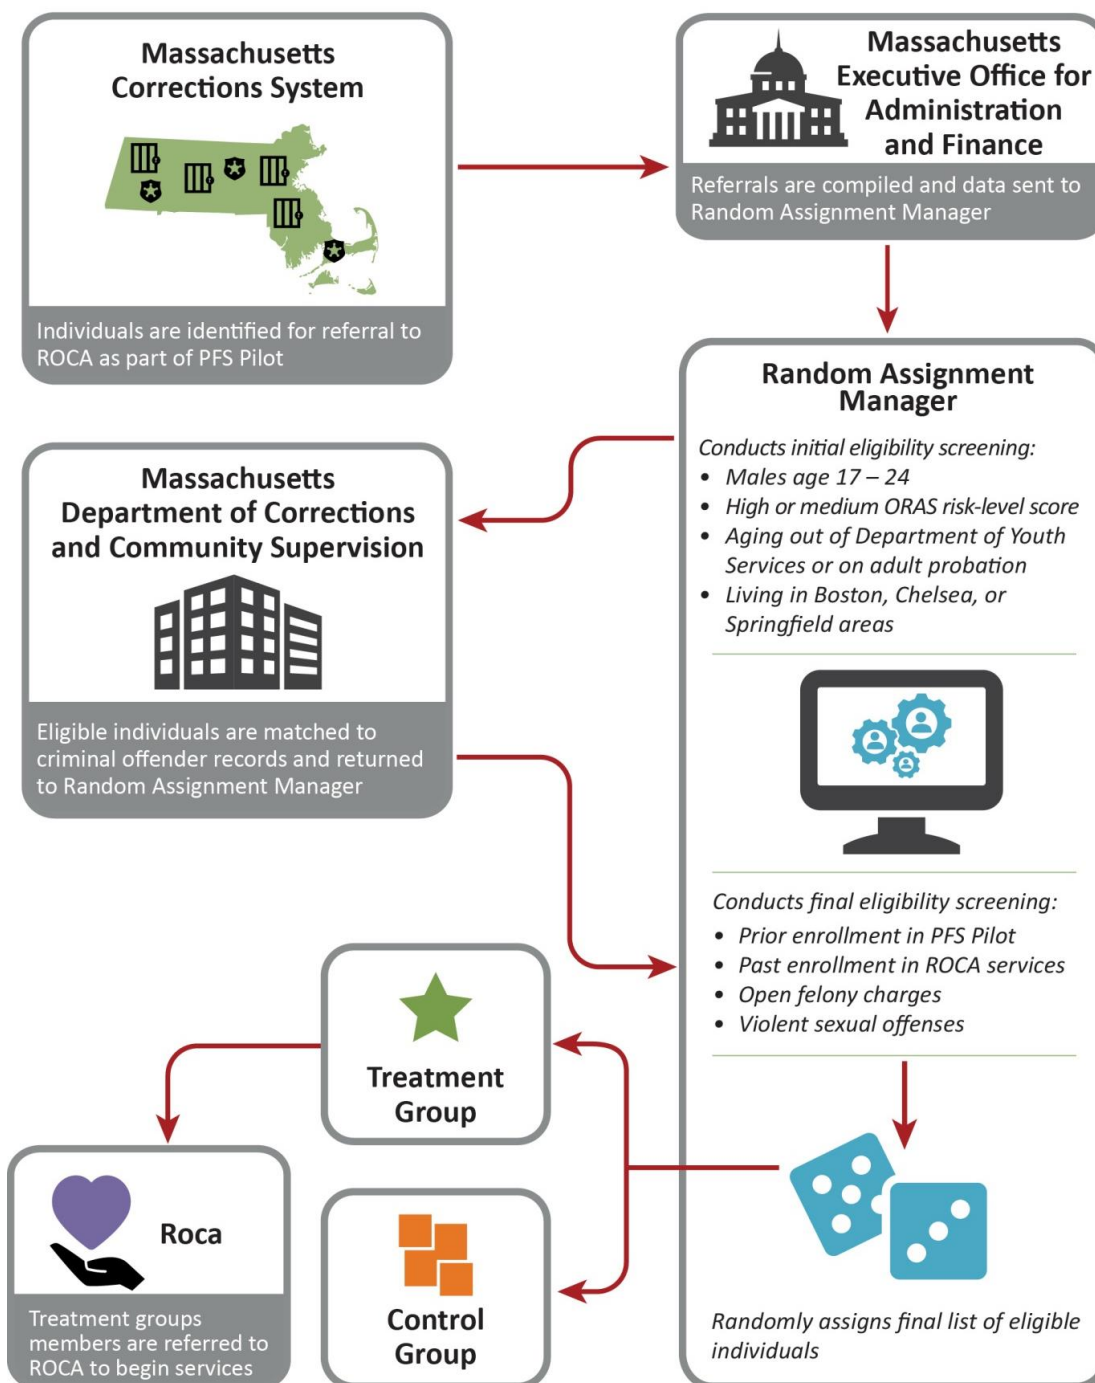 Massachusetts
Corrections System
Individuals are identified for referral to
ROCA as part of PFS Pilot
Massachusetts
Executive Office for
Administration
and Finance
Referrals are compiled and data sent to
Random Assignment Manager
Random Assignment
Manager
Conducts initial eligibility screening:
• Males age 17 – 24
• High or medium ORAS risk-level score
• Aging out of Department of Youth
Services or on adult probation
• Living in Boston, Chelsea, or
Springfield areas
Massachusetts
Department of Corrections
and Community Supervision
Eligible individuals are matched to
criminal offender records and returned
to Random Assignment Manager
Conducts final eligibility screening:
• Prior enrollment in PFS Pilot
• Past enrollment in ROCA services
• Open felony charges
• Violent sexual offenses
Randomly assigns final list of eligible
individuals
Treatment
Group
Control
Group
Roca
Treatment groups
members are referred to
ROCA to begin services